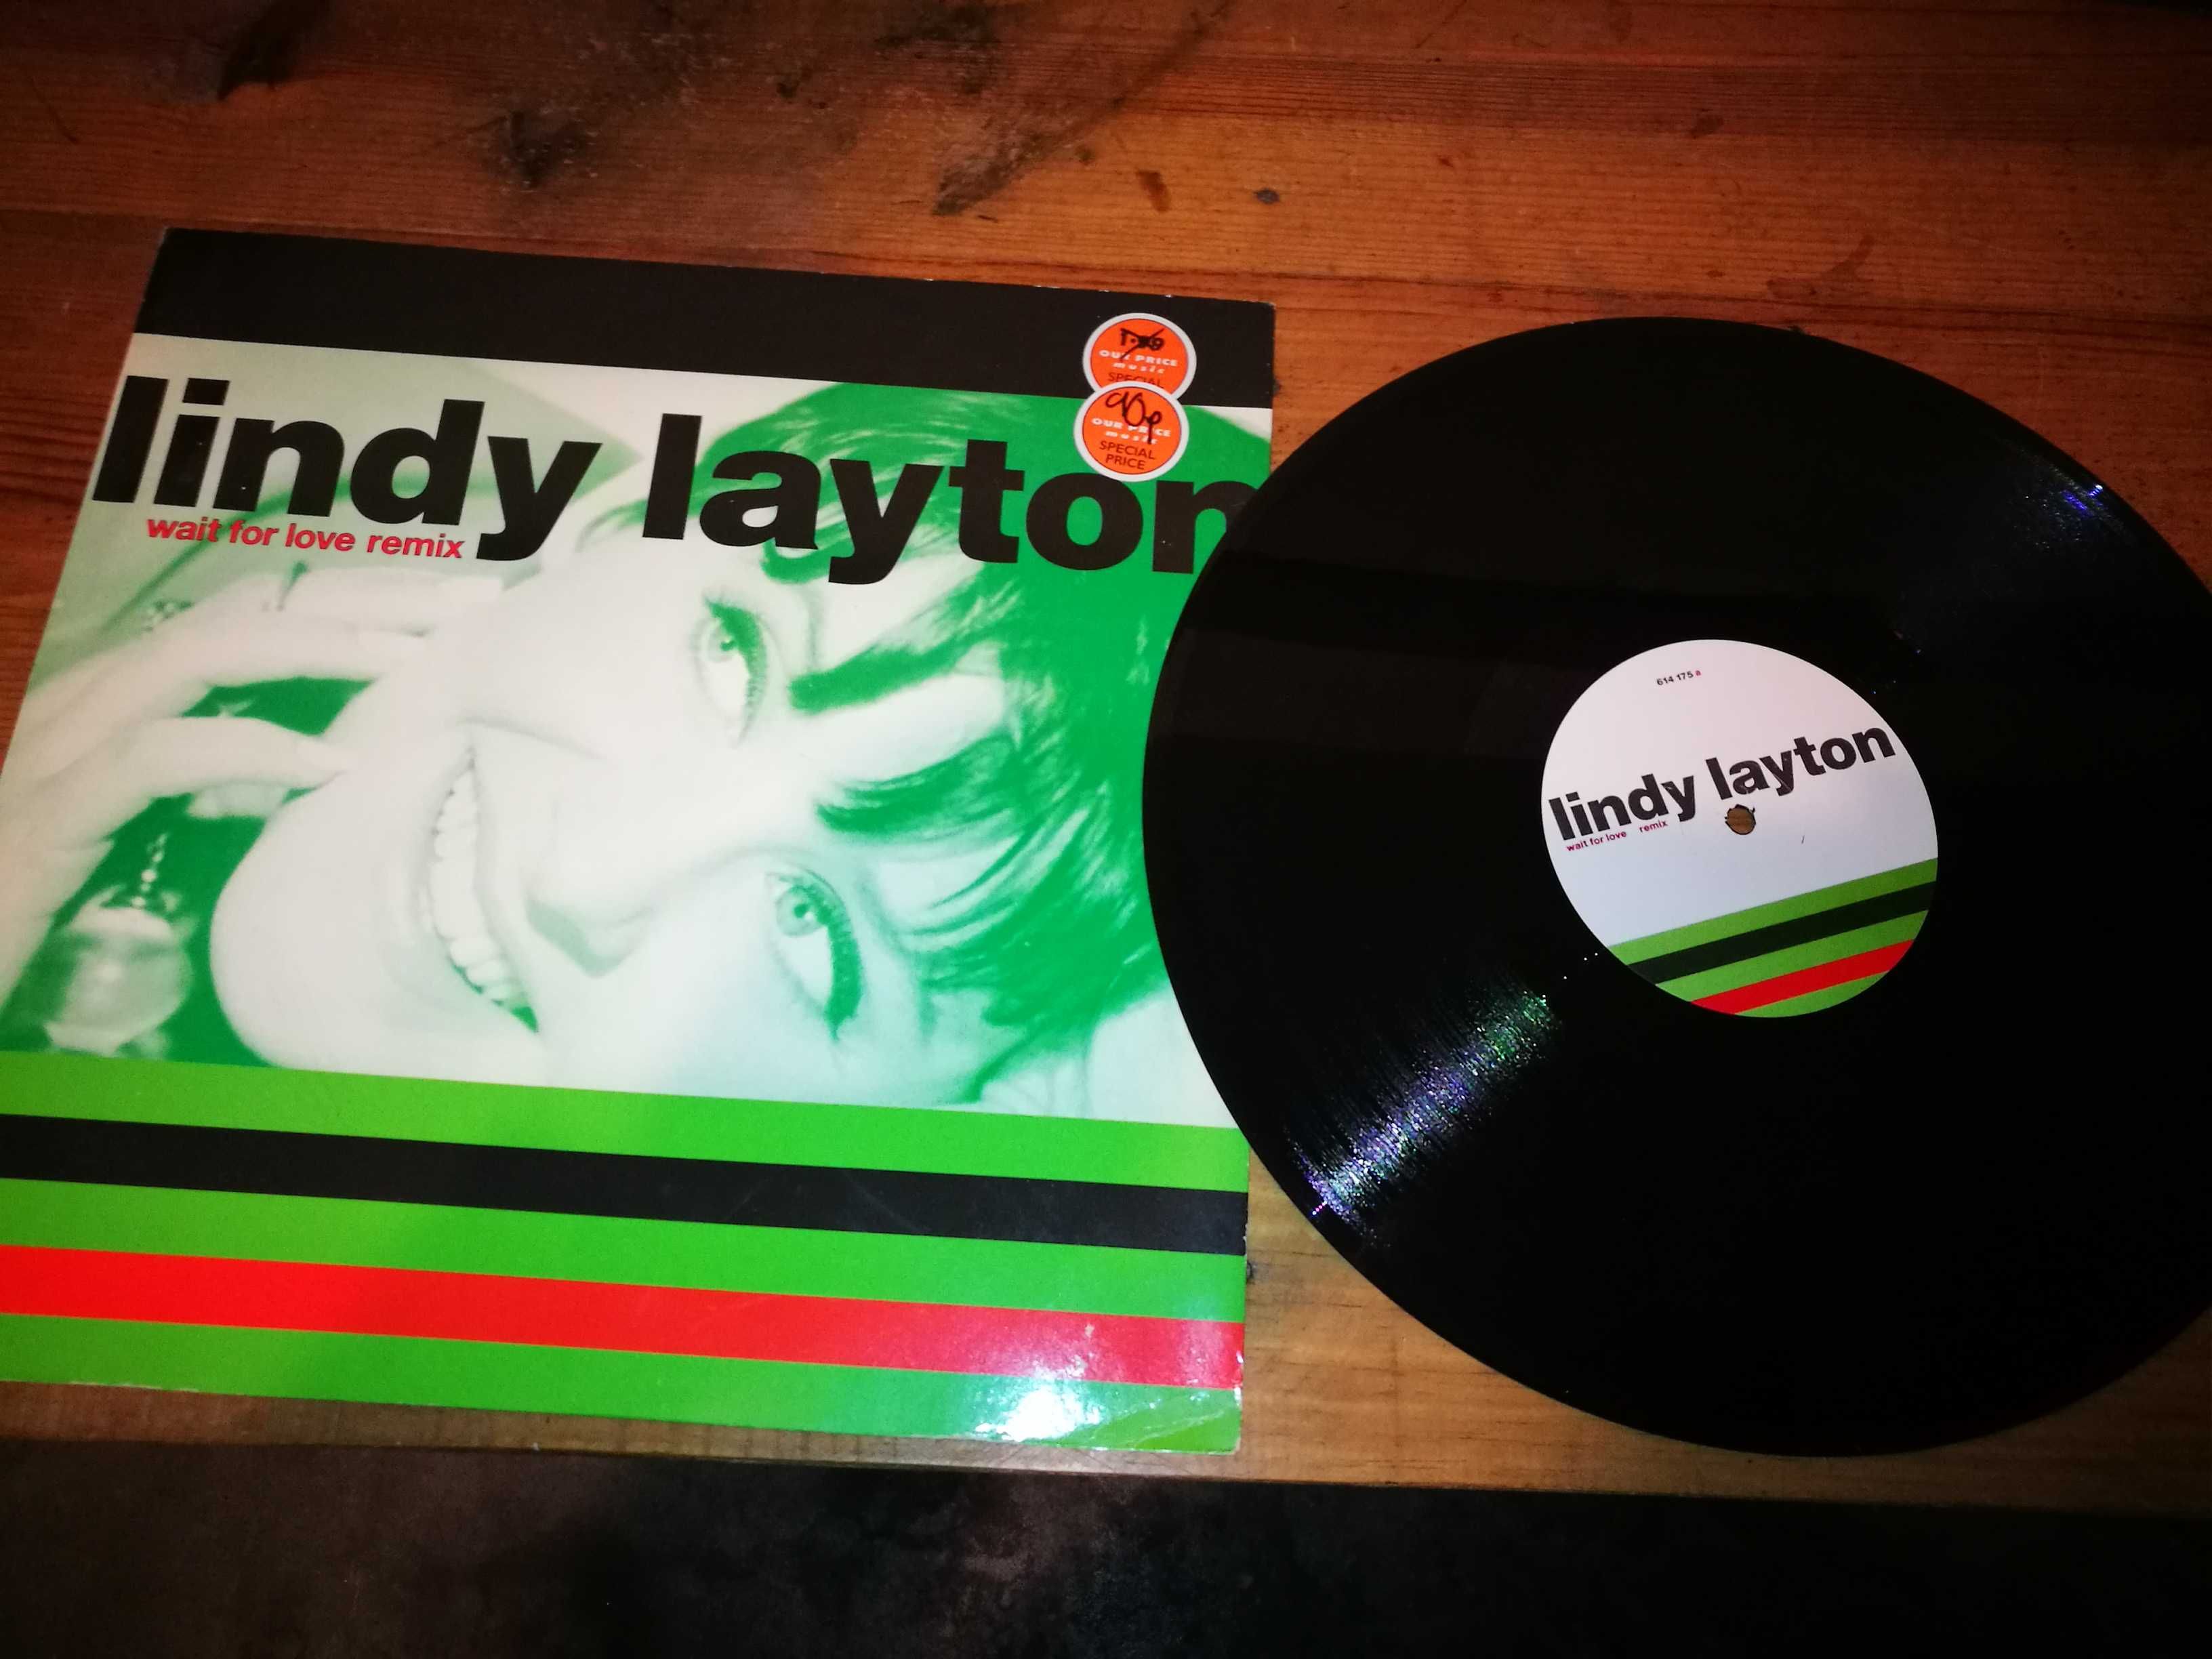 OUR PRICE
music
SPECIAL
90p
OUR PRICE
music
SPECIAL
PRICE
lindy layton
wait for love remix
614 175 a
lindy layton
wait for love remix